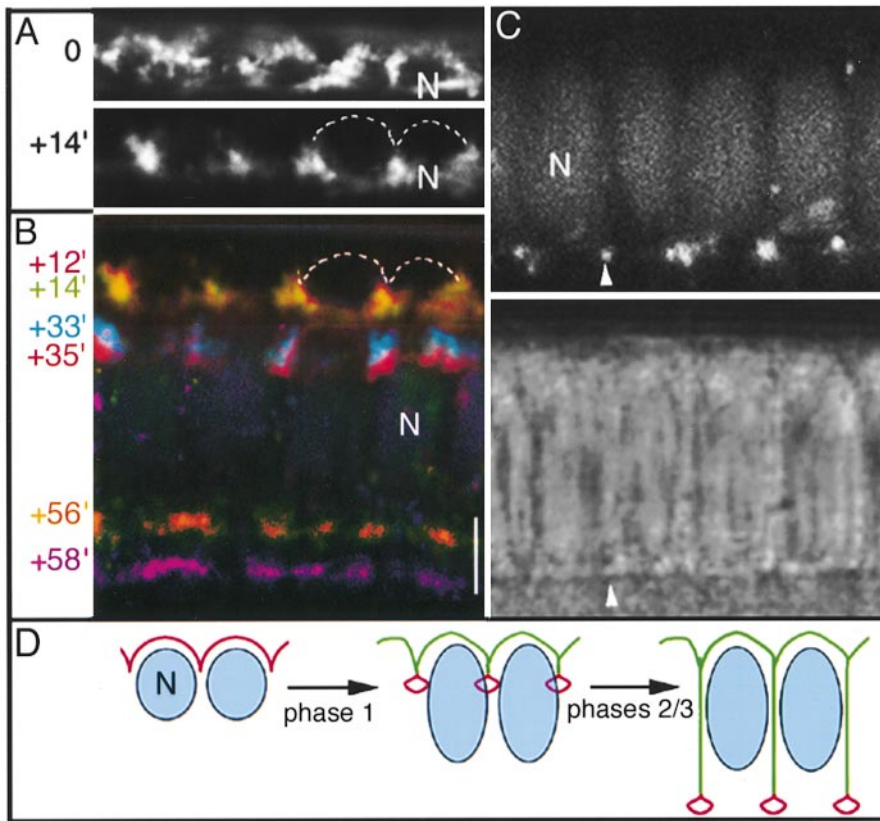 A
0
N
+14'
N
B
+12'
+14'
+33'
+35'
N
+56'
+58'
C
N
D
N
phase 1
phases 2/3